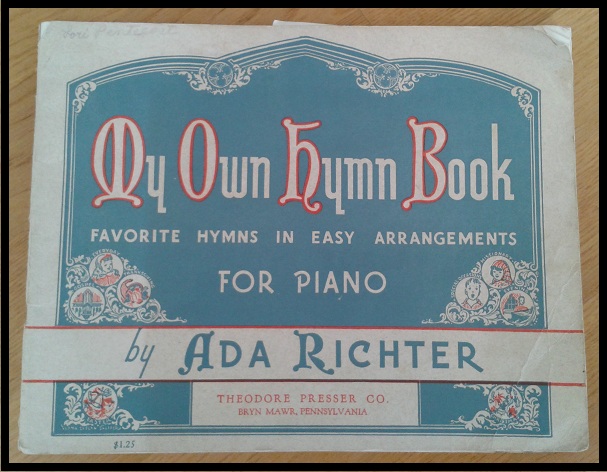 My Own Hymn Book
FAVORITE HYMNS IN EASY ARRANGEMENTS
FOR PIANO
by ADA RICHTER
THEODORE PRESSER CO.
BRYN MAWR, PENNSYLVANIA
$1.25